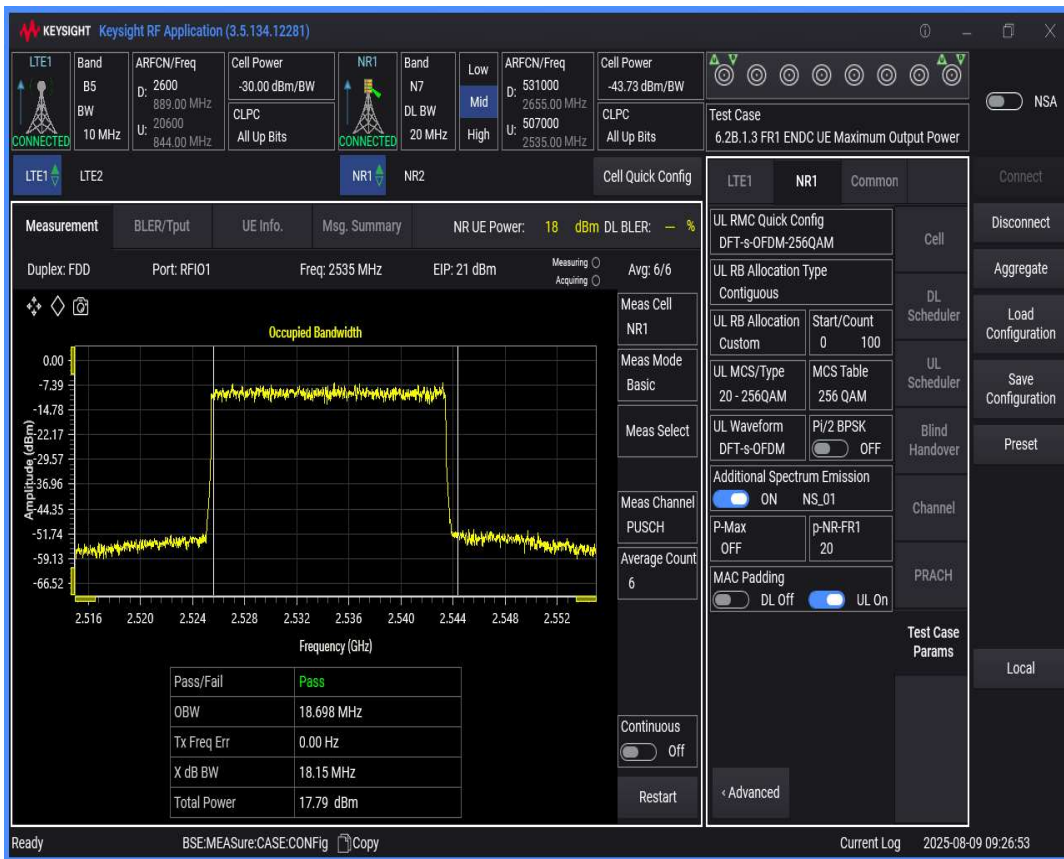 KEYSIGHT Keysight RF Application (3.5.134.12281)
LTE1 Band ARFCN/Freq Cell Power NR1 Band Low ARFCN/Freq Cell Power
B5 D: 2600 -30.00 dBm/BW N7 D: 531000 -43.73 dBm/BW
889.00 MHz 2655.00 MHz
BW CLPC DL BW Mid CLPC Test Case NSA
CONNECTED 10 MHz U: 20600 All Up Bits CONNECTED 20 MHz High U: 507000 All Up Bits 6.2B.1.3 FR1 ENDC UE Maximum Output Power
844.00 MHz 2535.00 MHz
LTE1 LTE2 NR1 NR2 Cell Quick Config LTE1 NR1 Common Connect
Measurement BLER/Tput UE Info. Msg. Summary NR UE Power: 18 dBm DL BLER: — %
Duplex: FDD Port: RFIO1 Freq: 2535 MHz EIP: 21 dBm Measuring Acquiring Avg: 6/6
Occupied Bandwidth
Amplitude (dBm)
0.00
-7.39
-14.78
-22.17
-29.57
-36.96
-44.35
-51.74
-59.13
-66.52
2.516 2.520 2.524 2.528 2.532 2.536 2.540 2.544 2.548 2.552
Frequency (GHz)
Pass/Fail Pass
OBW 18.698 MHz
Tx Freq Err 0.00 Hz
X dB BW 18.15 MHz
Total Power 17.79 dBm
Meas Cell
NR1
Meas Mode
Basic
Meas Select
Meas Channel
PUSCH
Average Count
6
Continuous
Off
Restart
UL RMC Quick Config
DFT-s-OFDM-256QAM
UL RB Allocation Type
Contiguous
UL RB Allocation Start/Count
Custom 0 100
UL MCS/Type MCS Table
20 - 256QAM 256 QAM
UL Waveform Pi/2 BPSK
DFT-s-OFDM OFF
Additional Spectrum Emission
ON NS_01
P-Max p-NR-FR1
OFF 20
MAC Padding
DL Off UL On
‹ Advanced
Cell
DL
Scheduler
UL
Scheduler
Blind
Handover
Channel
PRACH
Test Case
Params
Disconnect
Aggregate
Load
Configuration
Save
Configuration
Preset
Local
Ready BSE:MEASure:CASE:CONFig Copy Current Log 2025-08-09 09:26:53